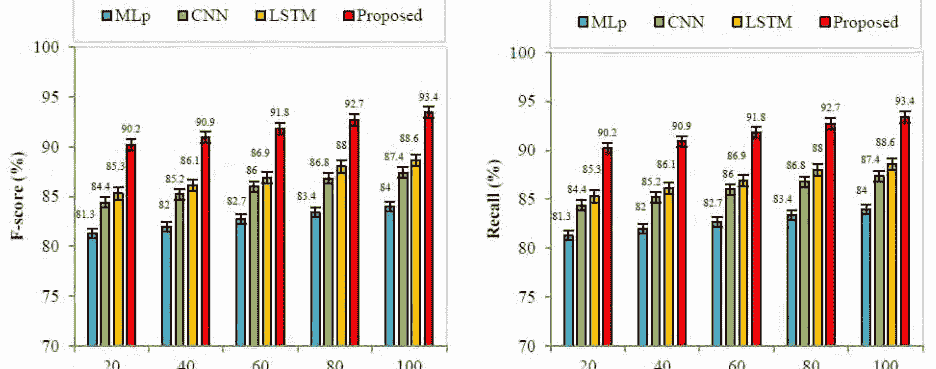 MLp CNN LSTM Proposed
F-score (%)
100
95
90
85
80
75
70
81.3 84.4 85.3 90.2
82 85.2 86.1 90.9
82.7 86 86.9 91.8
83.4 86.8 88 92.7
84 87.4 88.6 93.4
20 40 60 80 100
MLp CNN LSTM Proposed
Recall (%)
100
95
90
85
80
75
70
81.3 84.4 85.3 90.2
82 85.2 86.1 90.9
82.7 86 86.9 91.8
83.4 86.8 88 92.7
84 87.4 88.6 93.4
20 40 60 80 100